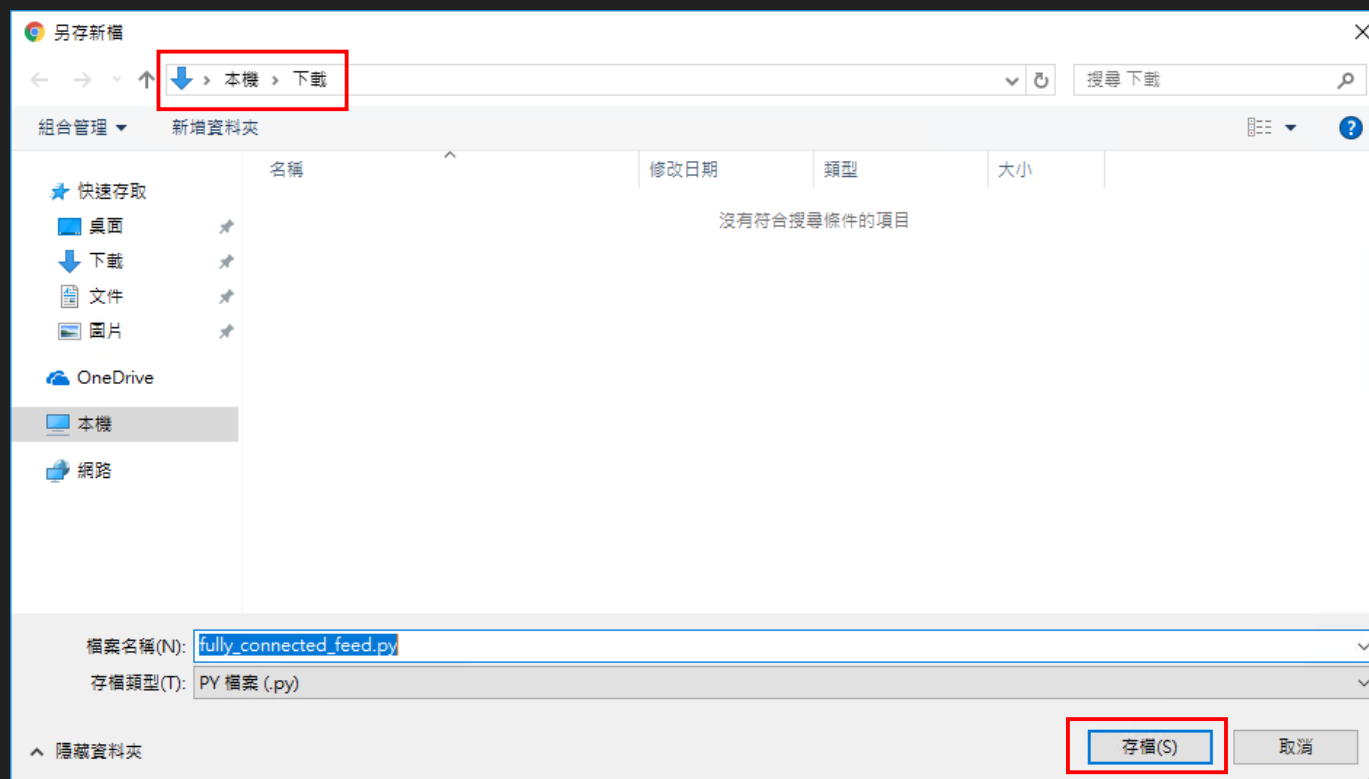 另存新檔
本機 下載
搜尋 下載
組合管理
新增資料夾
名稱
修改日期
類型
大小
快速存取
沒有符合搜尋條件的項目
桌面
下載
文件
圖片
OneDrive
本機
網路
檔案名稱(N): fully_connected_feed.py
存檔類型(T): PY 檔案 (.py)
隱藏資料夾
存檔(S)
取消